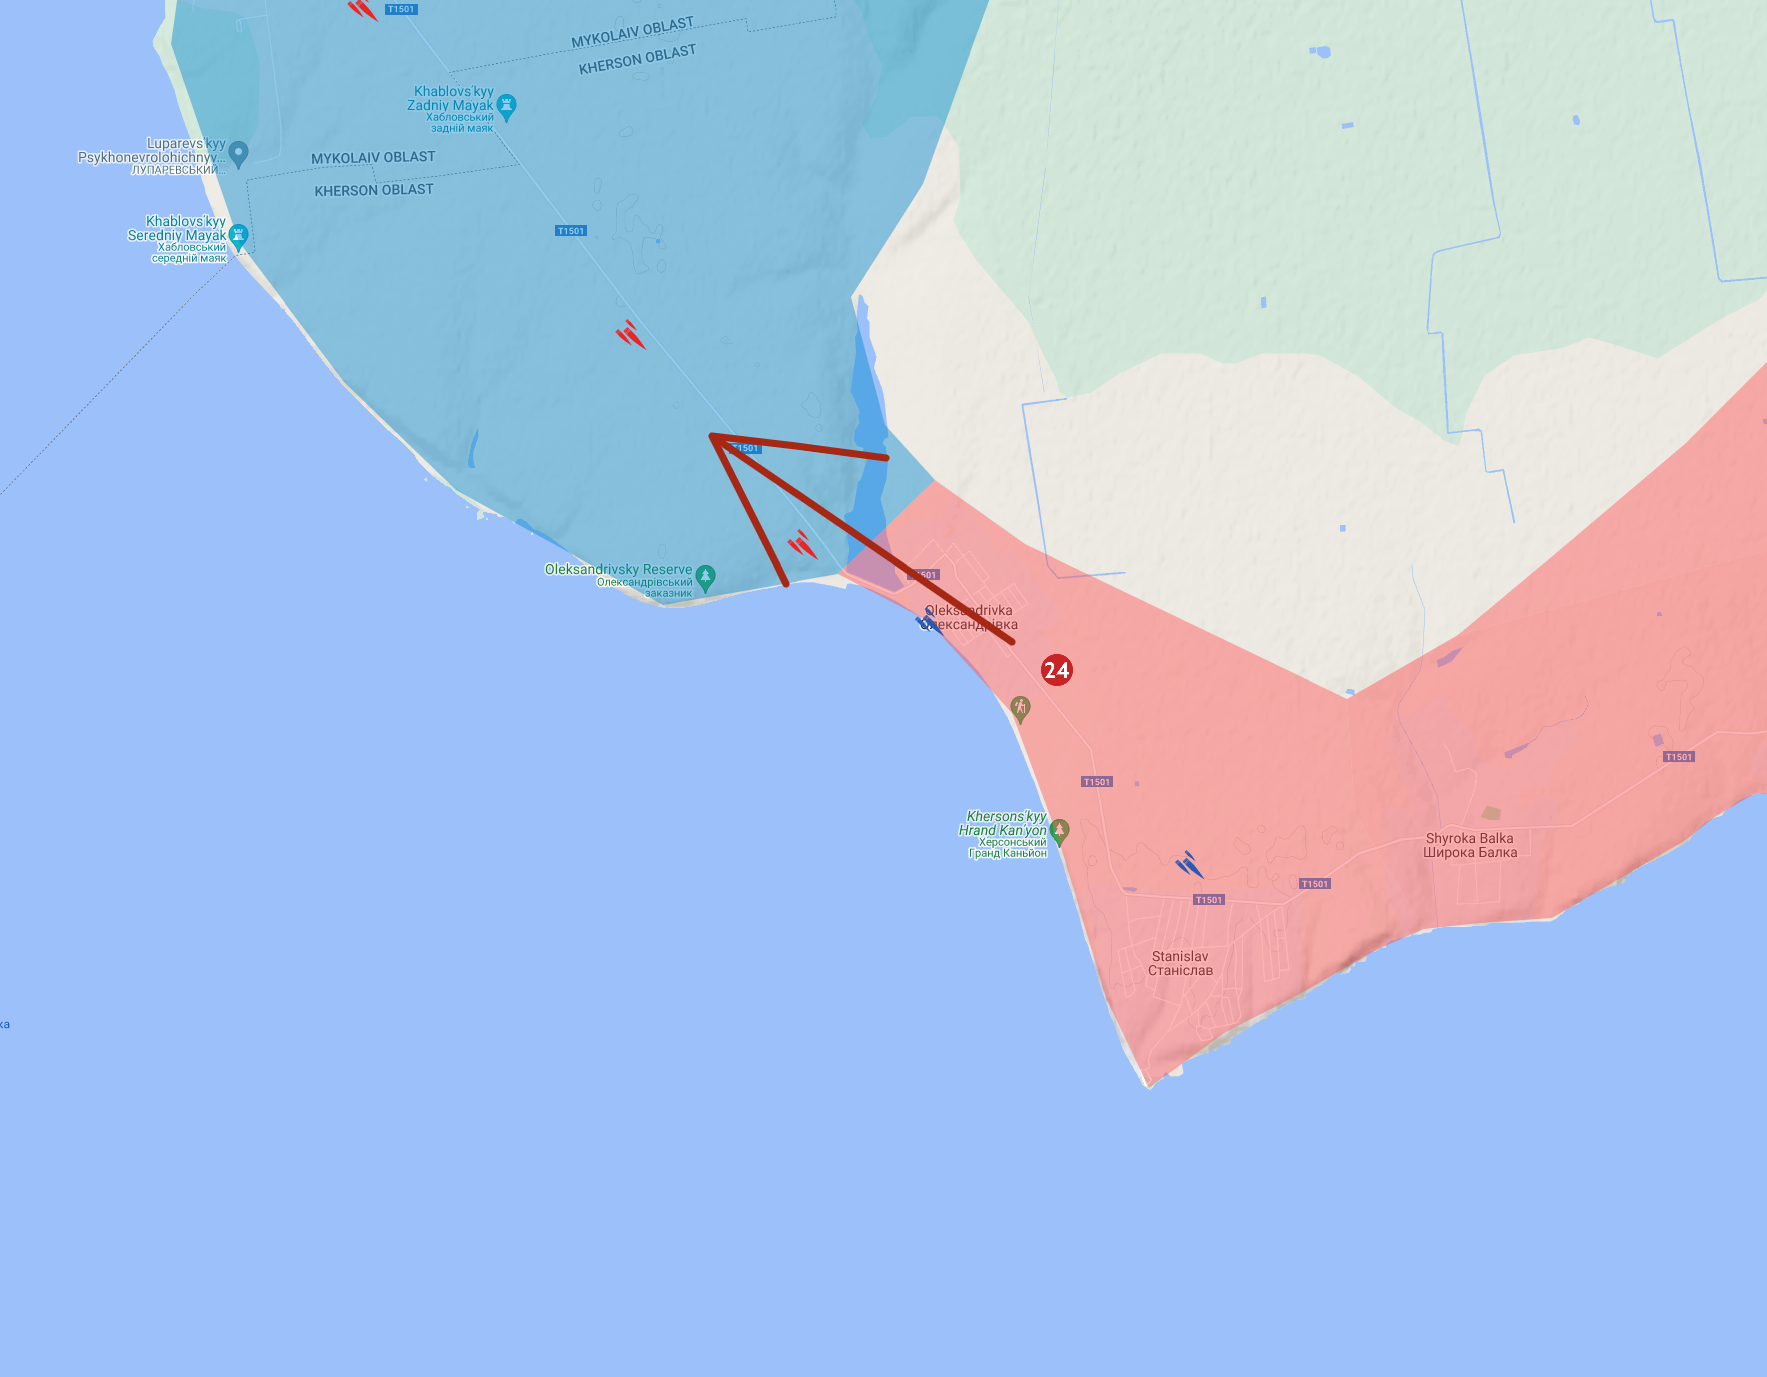 T1501
MYKOLAIV OBLAST
KHERSON OBLAST
Khablovs'kyy
Zadniy Mayak
Хабловський
задній маяк
Luparevs'kyy
Psykhonevrolohichnyy...
ЛУПАРЕВСЬКИЙ...
MYKOLAIV OBLAST
KHERSON OBLAST
Khablovs'kyy
Seredniy Mayak
Хабловський
середній маяк
T1501
T1501
Oleksandrivsky Reserve
Олександрівський
заказник
1501
Oleksandrivka
Олександрівка
24
T1501
T1501
Khersons'kyy
Hrand Kan'yon
Херсонський
Гранд Каньйон
Shyroka Balka
Широка Балка
T1501
T1501
Stanislav
Станіслав
ка